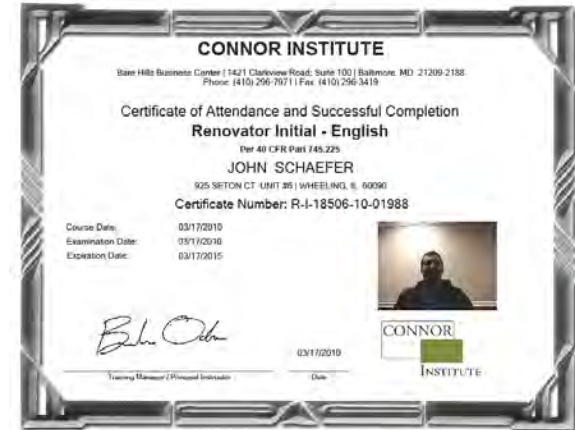 CONNOR INSTITUTE
Bare Hills Business Center | 1421 Clarkview Road, Suite 100 | Baltimore, MD 21209-2188
Phone: (410) 296-7971 | Fax: (410) 296-3419
Certificate of Attendance and Successful Completion
Renovator Initial - English
Per 40 CFR Part 745.225
JOHN SCHAEFER
925 SETON CT UNIT #6 | WHEELING, IL 60090
Certificate Number: R-I-18506-10-01988
Course Date: 03/17/2010
Examination Date: 03/17/2010
Expiration Date: 03/17/2015
03/17/2010
Training Manager / Principal Instructor
Date
CONNOR
INSTITUTE